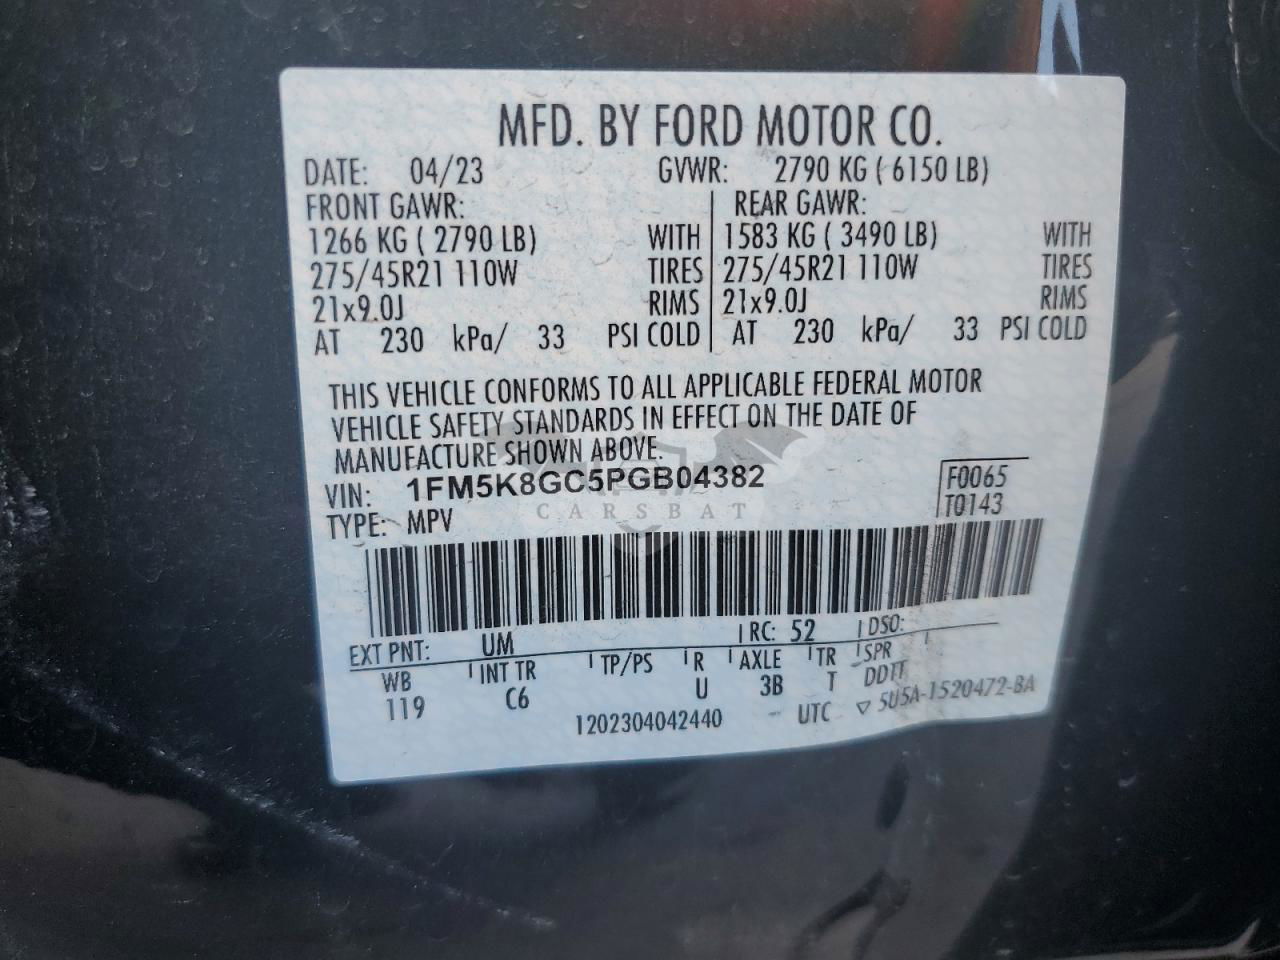 MFD. BY FORD MOTOR CO.
DATE: 04/23 GVWR: 2790 KG ( 6150 LB)
FRONT GAWR: REAR GAWR:
1266 KG ( 2790 LB) WITH 1583 KG ( 3490 LB) WITH
275/45R21 110W TIRES 275/45R21 110W TIRES
21x9.0J RIMS 21x9.0J RIMS
AT 230 kPa/ 33 PSI COLD AT 230 kPa/ 33 PSI COLD
THIS VEHICLE CONFORMS TO ALL APPLICABLE FEDERAL MOTOR
VEHICLE SAFETY STANDARDS IN EFFECT ON THE DATE OF
MANUFACTURE SHOWN ABOVE.
VIN: 1FM5K8GC5PGB04382 F0065
CARSBAT
TYPE: MPV T0143
EXT PNT: UM RC: 52 DSO:
WB INT TR TP/PS R AXLE TR SPR
119 C6 U 3B T DDTT
1202304042440 - UTC ▽ 5U5A-1520472-BA